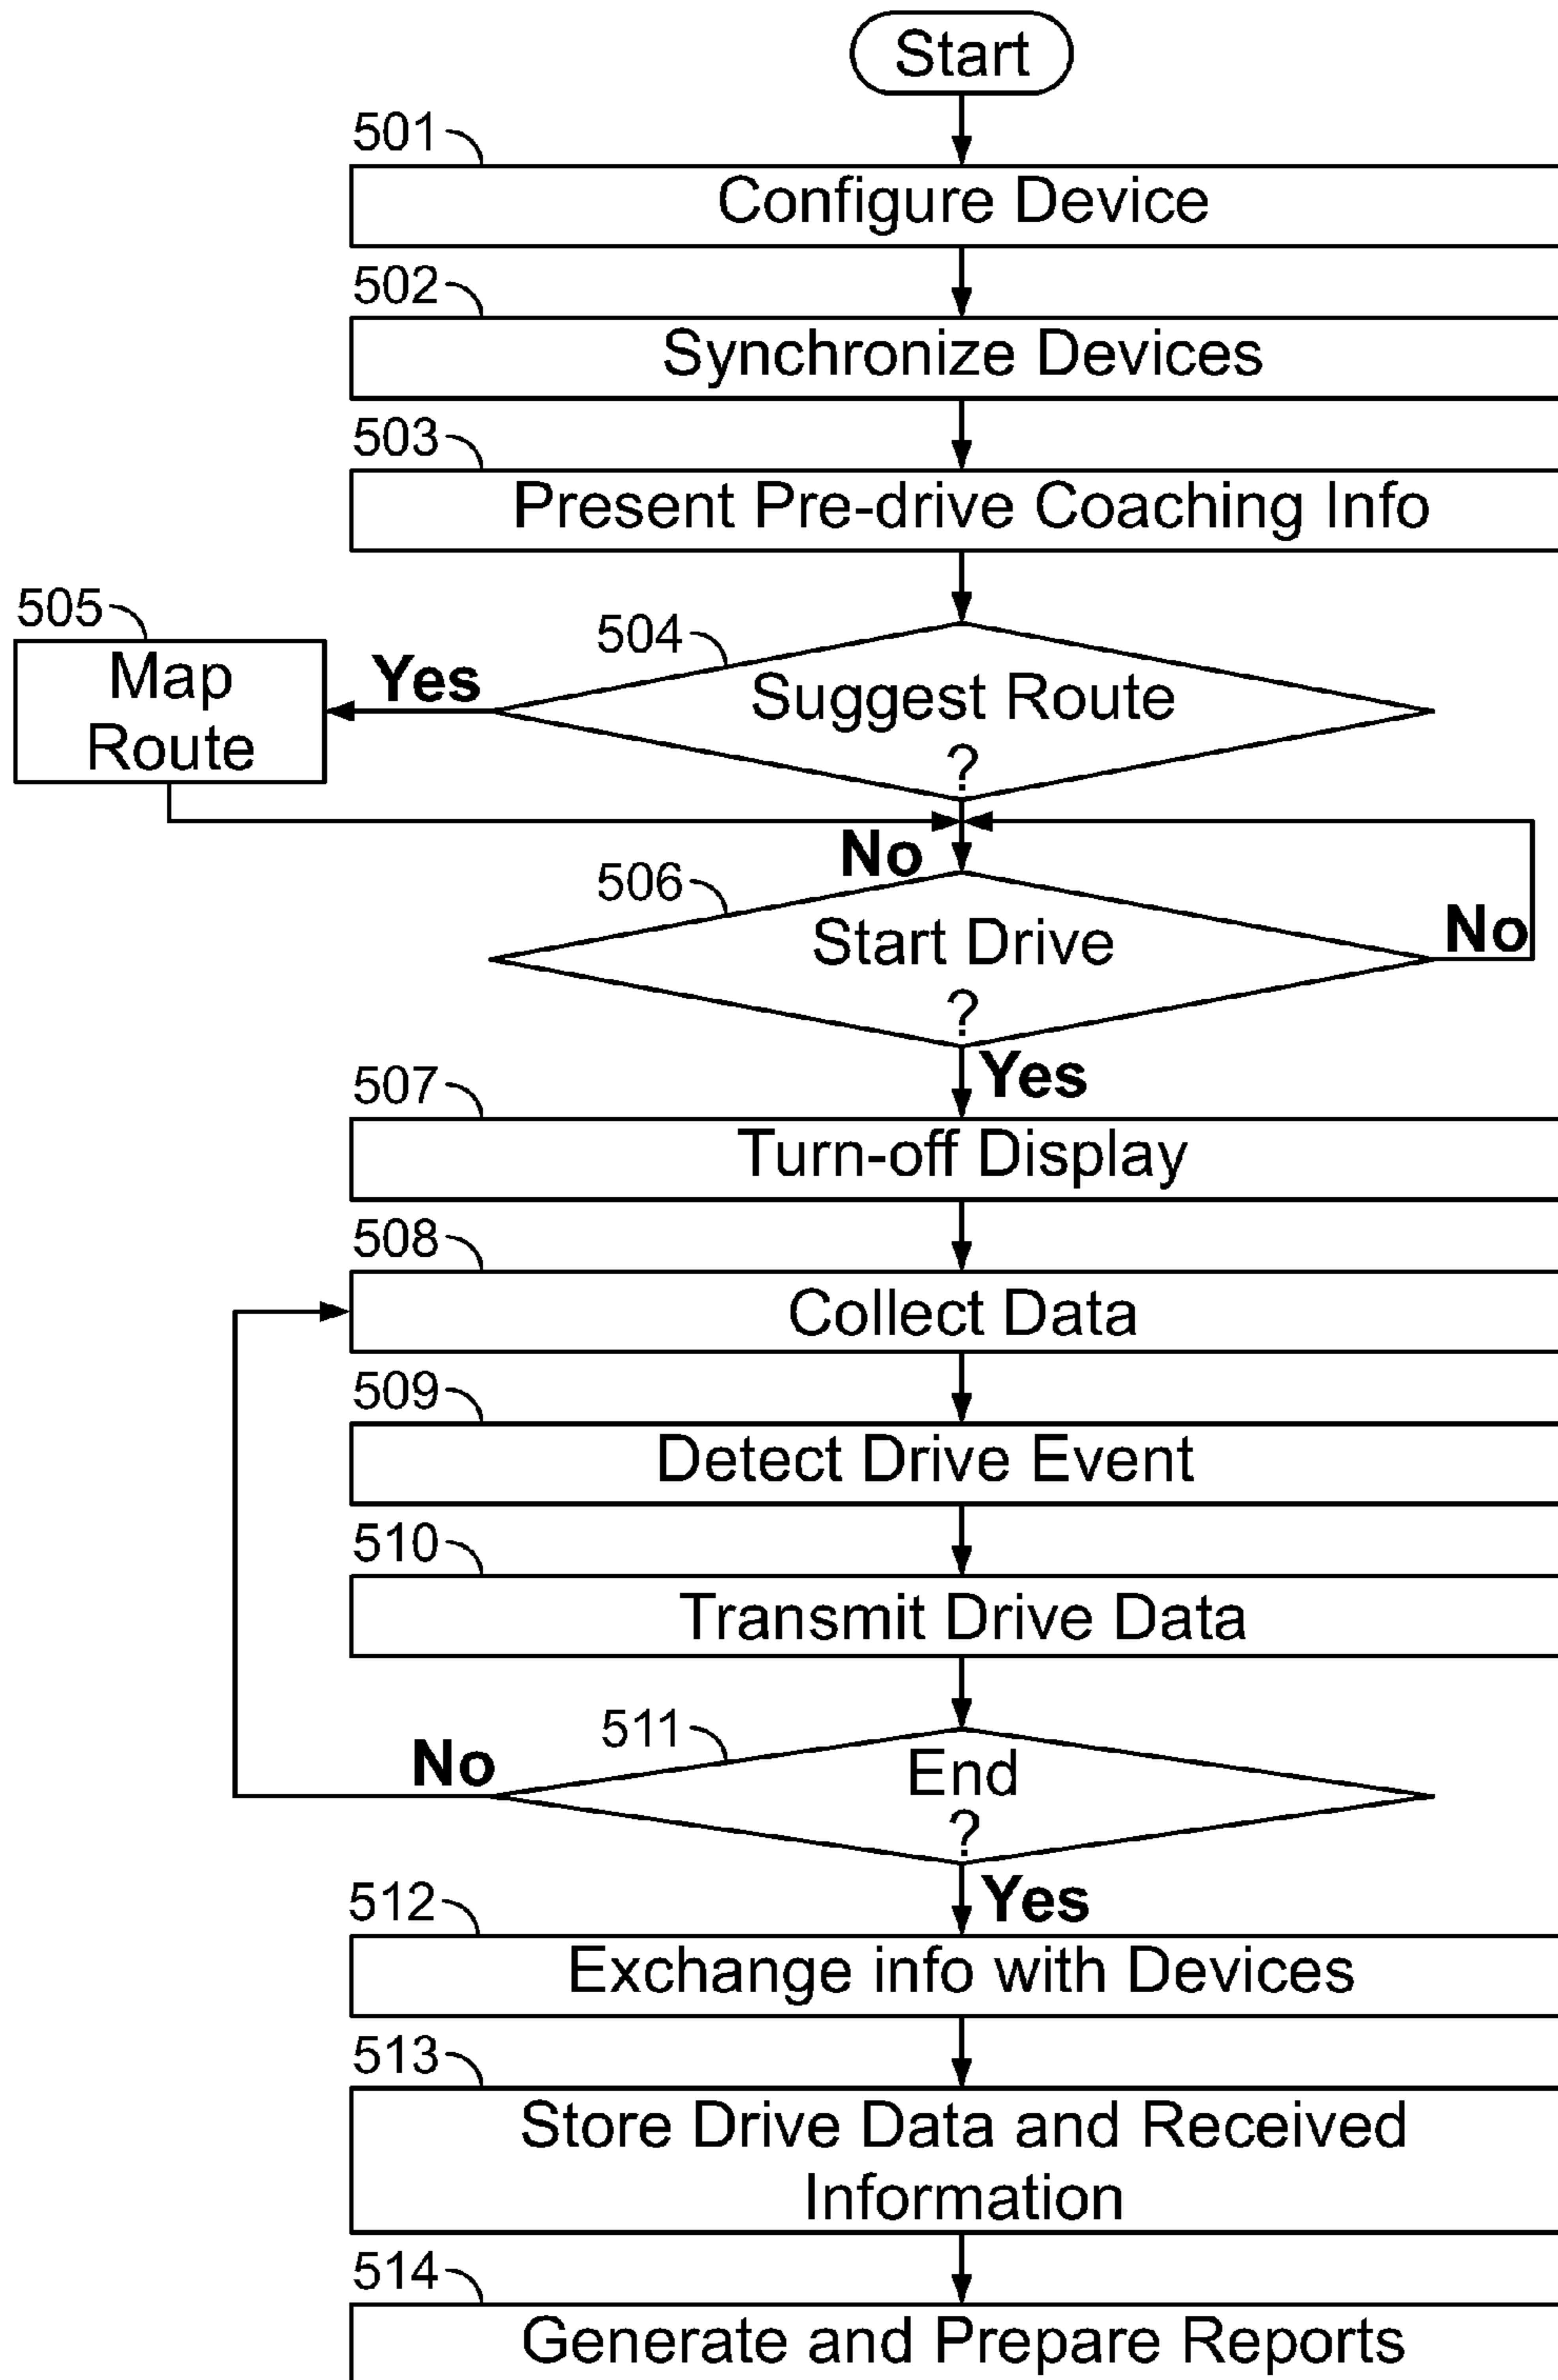 Start
501
Configure Device
502
Synchronize Devices
503
Present Pre-drive Coaching Info
505
Map
Route
Yes
504
Suggest Route
?
No
506
Start Drive
?
No
Yes
507
Turn-off Display
508
Collect Data
509
Detect Drive Event
510
Transmit Drive Data
511
End
?
No
Yes
512
Exchange info with Devices
513
Store Drive Data and Received
Information
514
Generate and Prepare Reports